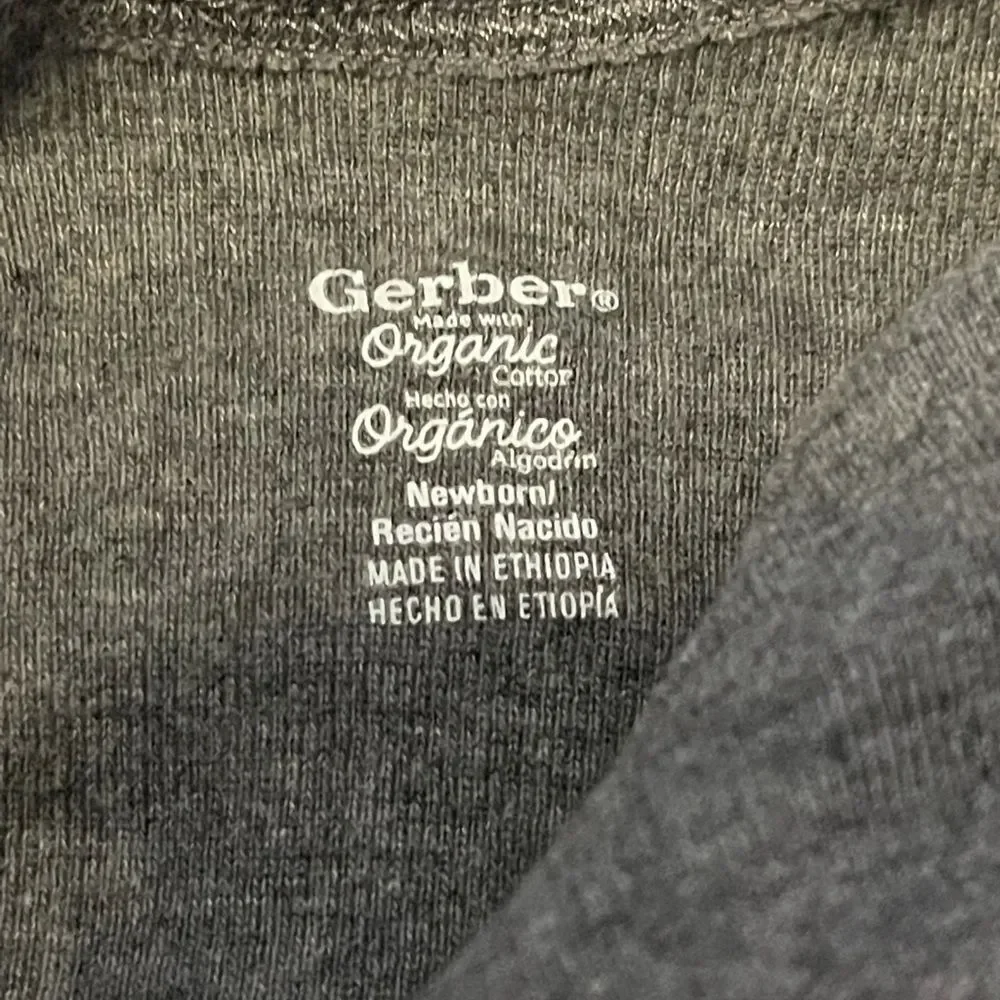 Gerber®
Made with
Organic
Cotton
Hecho con
Orgánico
Algodón
Newborn/
Recién Nacido
MADE IN ETHIOPIA
HECHO EN ETIOPÍA